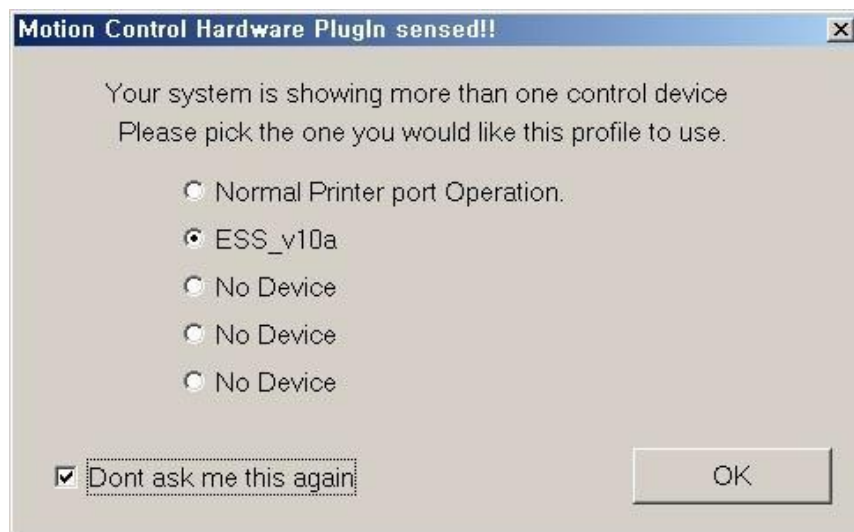 Motion Control Hardware PlugIn sensed!!
Your system is showing more than one control device
Please pick the one you would like this profile to use.
Normal Printer port Operation.
ESS_v10a
No Device
No Device
No Device
Dont ask me this again
OK